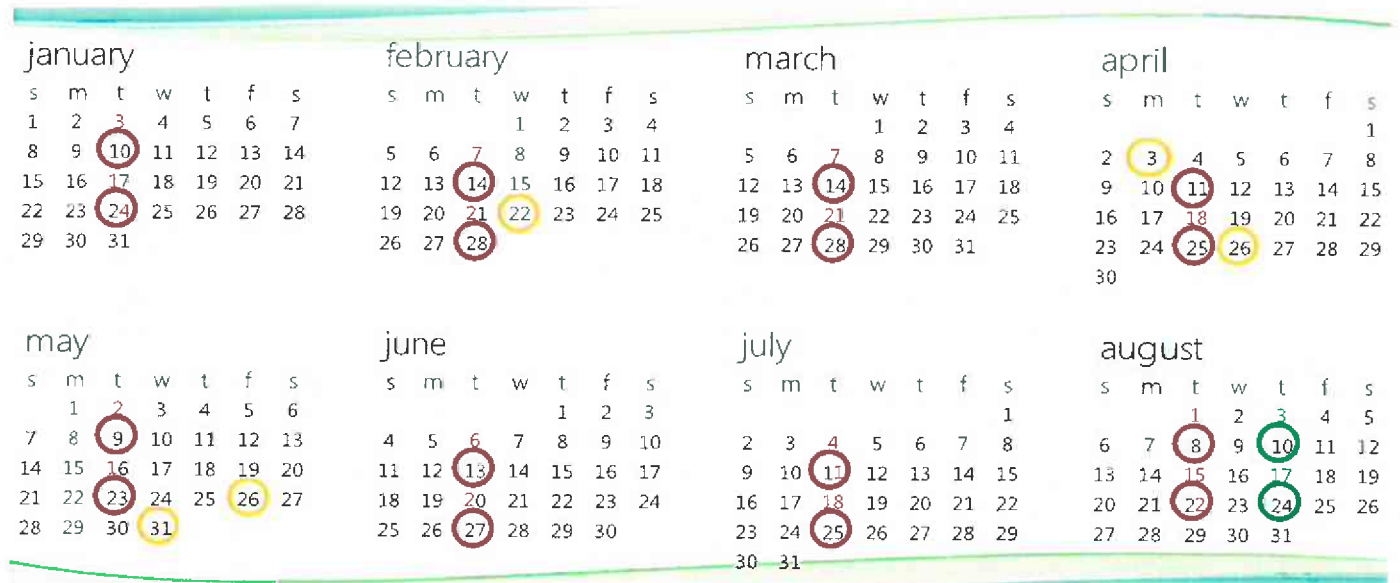 january
s m t w t f s
1 2 3 4 5 6 7
8 9 10 11 12 13 14
15 16 17 18 19 20 21
22 23 24 25 26 27 28
29 30 31
february
s m t w t f s
1 2 3 4
5 6 7 8 9 10 11
12 13 14 15 16 17 18
19 20 21 22 23 24 25
26 27 28
march
s m t w t f s
1 2 3 4
5 6 7 8 9 10 11
12 13 14 15 16 17 18
19 20 21 22 23 24 25
26 27 28 29 30 31
april
s m t w t f s
1
2 3 4 5 6 7 8
9 10 11 12 13 14 15
16 17 18 19 20 21 22
23 24 25 26 27 28 29
30
may
s m t w t f s
1 2 3 4 5 6
7 8 9 10 11 12 13
14 15 16 17 18 19 20
21 22 23 24 25 26 27
28 29 30 31
june
s m t w t f s
1 2 3
4 5 6 7 8 9 10
11 12 13 14 15 16 17
18 19 20 21 22 23 24
25 26 27 28 29 30
july
s m t w t f s
1
2 3 4 5 6 7 8
9 10 11 12 13 14 15
16 17 18 19 20 21 22
23 24 25 26 27 28 29
30 31
august
s m t w t f s
1 2 3 4 5
6 7 8 9 10 11 12
13 14 15 16 17 18 19
20 21 22 23 24 25 26
27 28 29 30 31